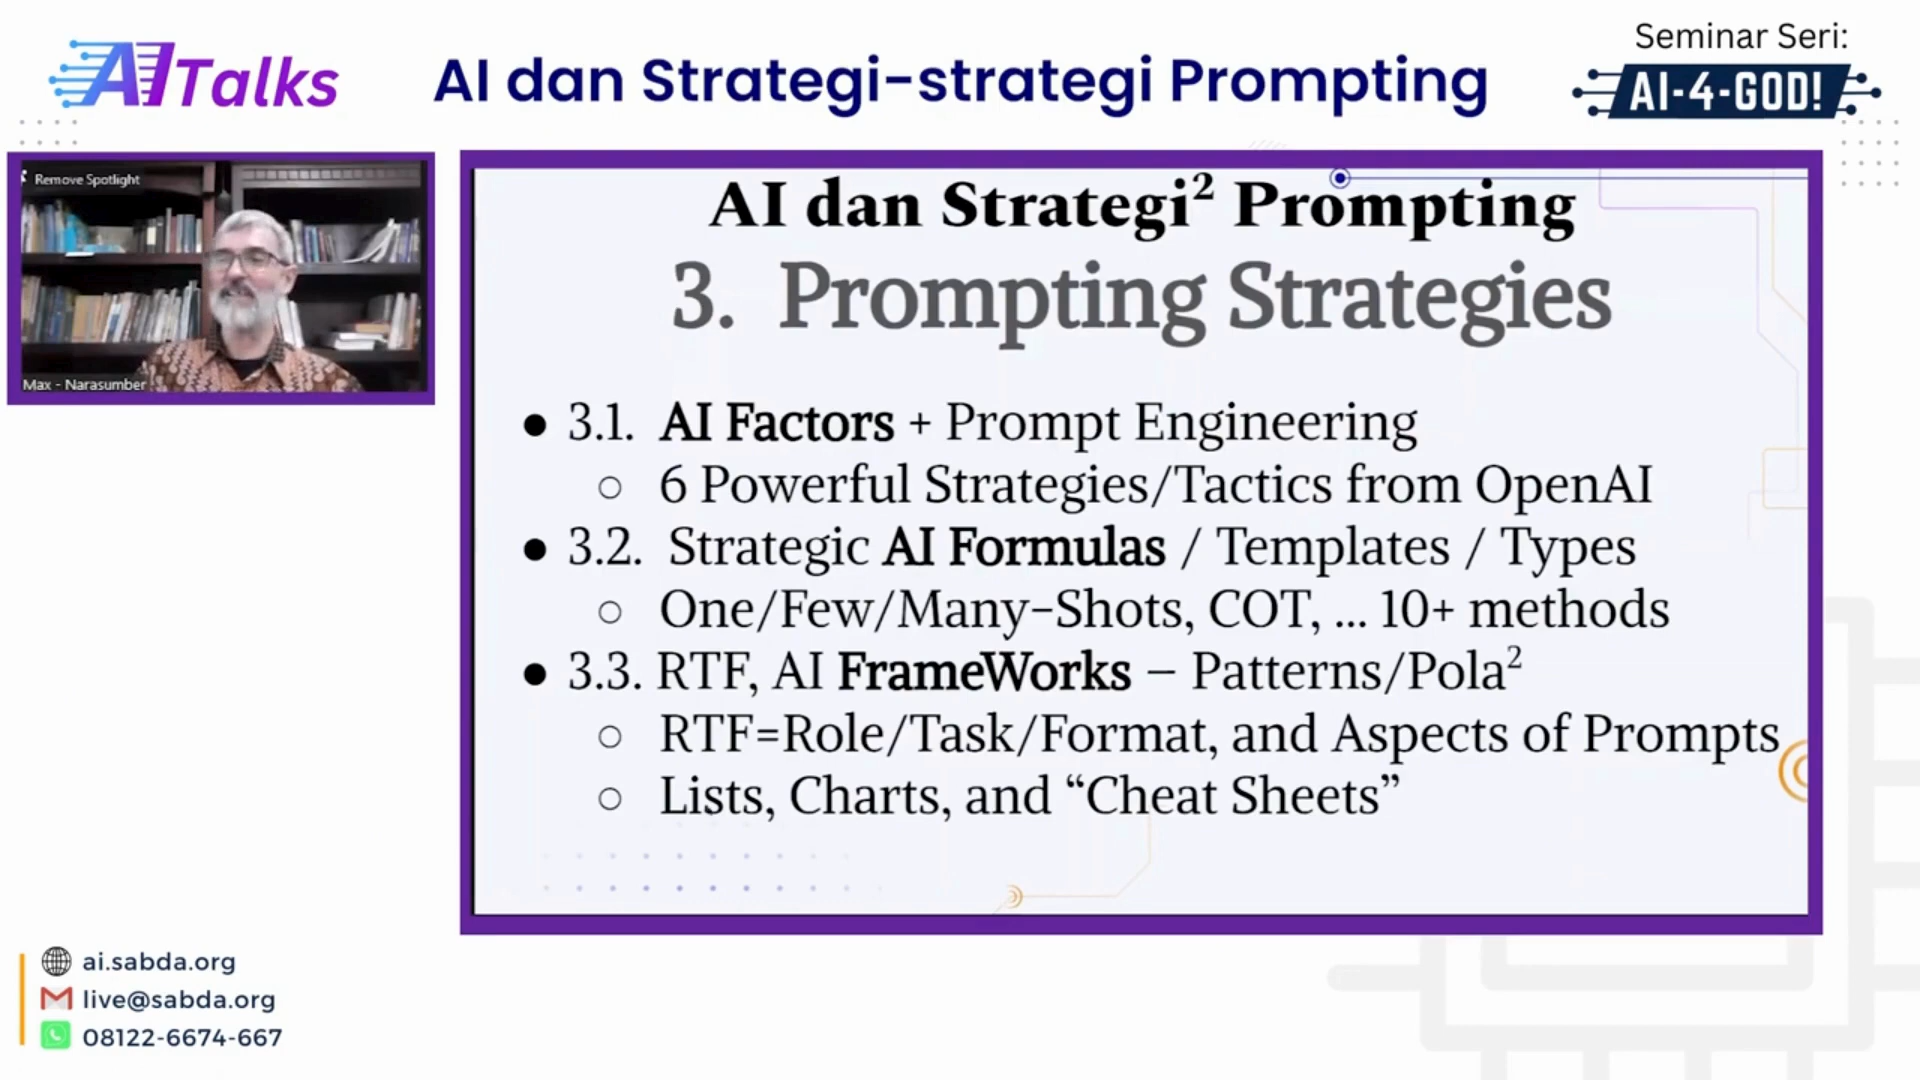 AI Talks
AI dan Strategi-strategi Prompting
Seminar Seri:
AI-4-GOD!
Remove Spotlight
Max - Narasumber
AI dan Strategi² Prompting
3. Prompting Strategies
● 3.1. AI Factors + Prompt Engineering
○ 6 Powerful Strategies/Tactics from OpenAI
● 3.2. Strategic AI Formulas / Templates / Types
○ One/Few/Many-Shots, COT, ... 10+ methods
● 3.3. RTF, AI FrameWorks – Patterns/Pola²
○ RTF=Role/Task/Format, and Aspects of Prompts
○ Lists, Charts, and “Cheat Sheets”
ai.sabda.org
live@sabda.org
08122-6674-667